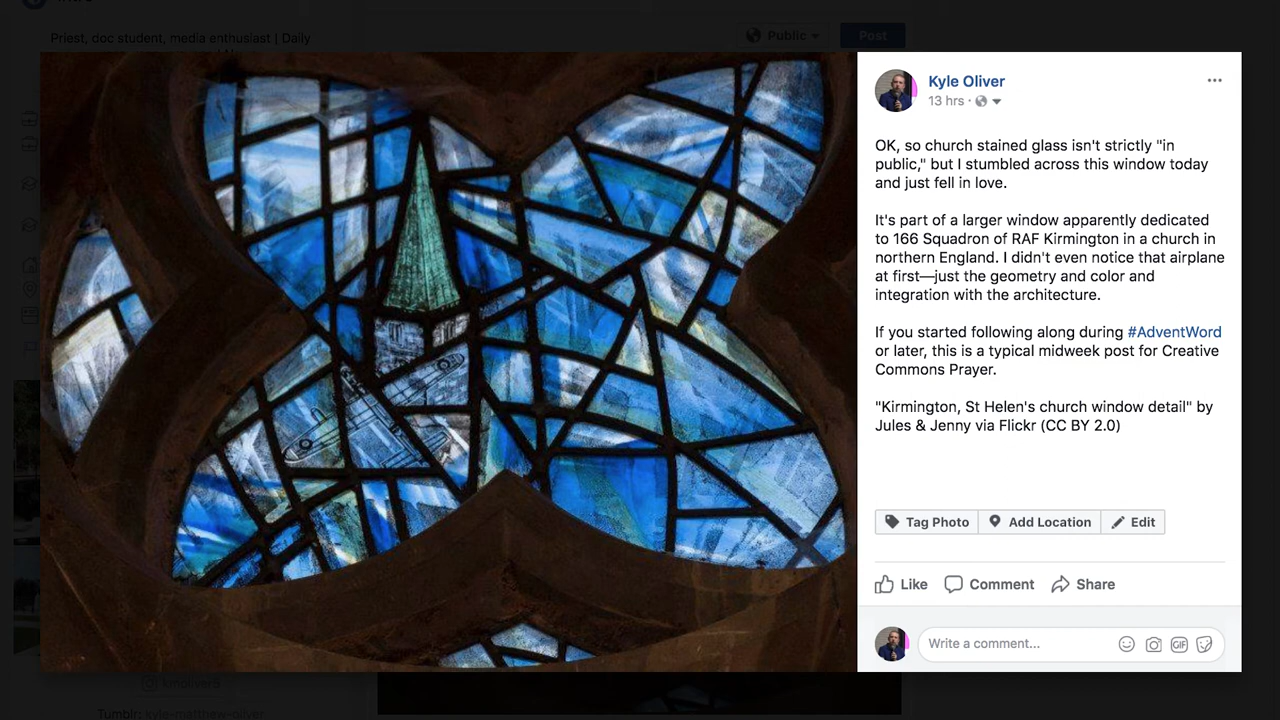 Priest, doc student, media enthusiast | Daily
Public
Post
Kyle Oliver
13 hrs ·
OK, so church stained glass isn't strictly "in
public," but I stumbled across this window today
and just fell in love.
It's part of a larger window apparently dedicated
to 166 Squadron of RAF Kirmington in a church in
northern England. I didn't even notice that airplane
at first—just the geometry and color and
integration with the architecture.
If you started following along during #AdventWord
or later, this is a typical midweek post for Creative
Commons Prayer.
"Kirmington, St Helen's church window detail" by
Jules & Jenny via Flickr (CC BY 2.0)
Tag Photo
Add Location
Edit
Like
Comment
Share
Write a comment...
GIF
Tumblr: kyle-matthew-oliver